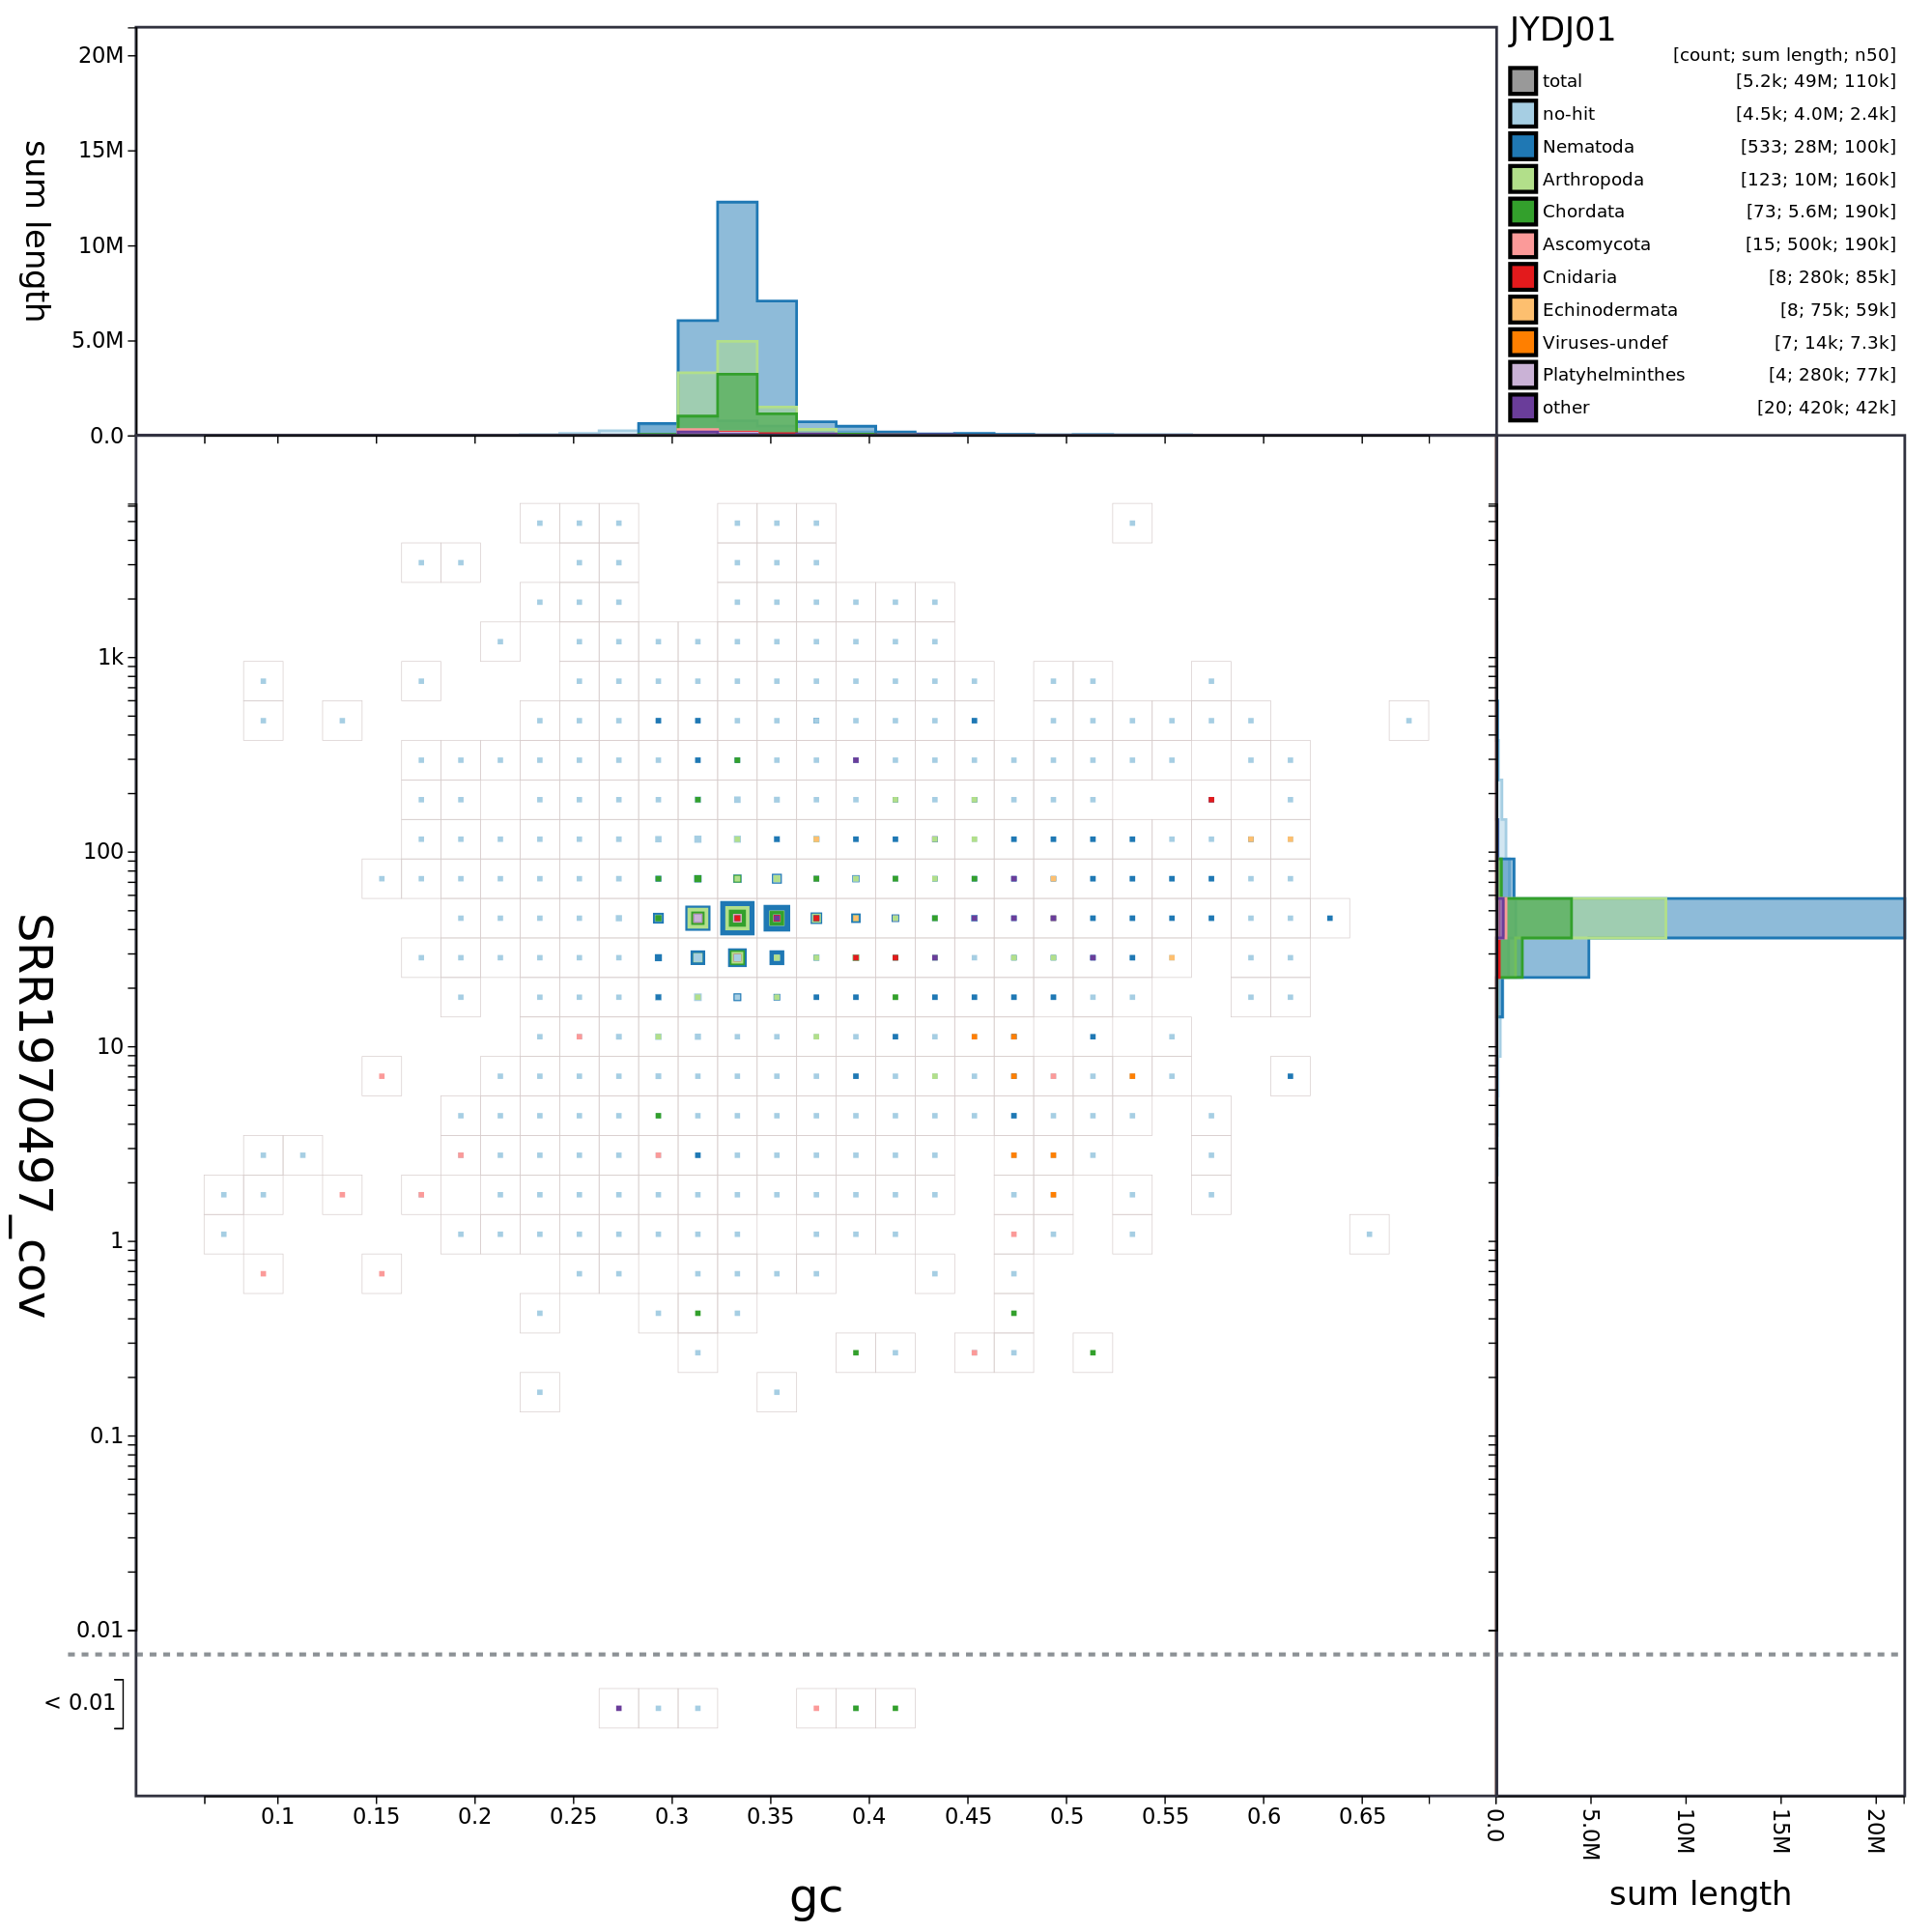 JYDJ01
[count; sum length; n50]
total [5.2k; 49M; 110k]
no-hit [4.5k; 4.0M; 2.4k]
Nematoda [533; 28M; 100k]
Arthropoda [123; 10M; 160k]
Chordata [73; 5.6M; 190k]
Ascomycota [15; 500k; 190k]
Cnidaria [8; 280k; 85k]
Echinodermata [8; 75k; 59k]
Viruses-undef [7; 14k; 7.3k]
Platyhelminthes [4; 280k; 77k]
other [20; 420k; 42k]
sum length
20M
15M
10M
5.0M
0.0
SRR1970497_cov
1k
100
10
1
0.1
0.01
< 0.01
0.1 0.15 0.2 0.25 0.3 0.35 0.4 0.45 0.5 0.55 0.6 0.65
gc
0.0 5.0M 10M 15M 20M
sum length